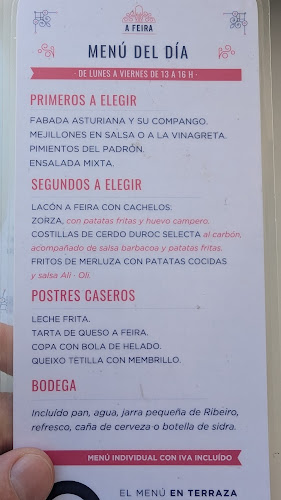 A FEIRA
MENÚ DEL DÍA
· DE LUNES A VIERNES DE 13 A 16 H ·
PRIMEROS A ELEGIR
FABADA ASTURIANA Y SU COMPANGO.
MEJILLONES EN SALSA O A LA VINAGRETA.
PIMIENTOS DEL PADRÓN.
ENSALADA MIXTA.
SEGUNDOS A ELEGIR
LACÓN A FEIRA CON CACHELOS.
ZORZA, con patatas fritas y huevo campero.
COSTILLAS DE CERDO DUROC SELECTA al carbón,
acompañado de salsa barbacoa y patatas fritas.
FRITOS DE MERLUZA CON PATATAS COCIDAS
y salsa Ali - Oli.
POSTRES CASEROS
LECHE FRITA.
TARTA DE QUESO A FEIRA.
COPA CON BOLA DE HELADO.
QUEIXO TETILLA CON MEMBRILLO.
BODEGA
Incluído pan, agua, jarra pequeña de Ribeiro,
refresco, caña de cerveza o botella de sidra.
MENÚ INDIVIDUAL CON IVA INCLUÍDO
EL MENÚ EN TERRAZA